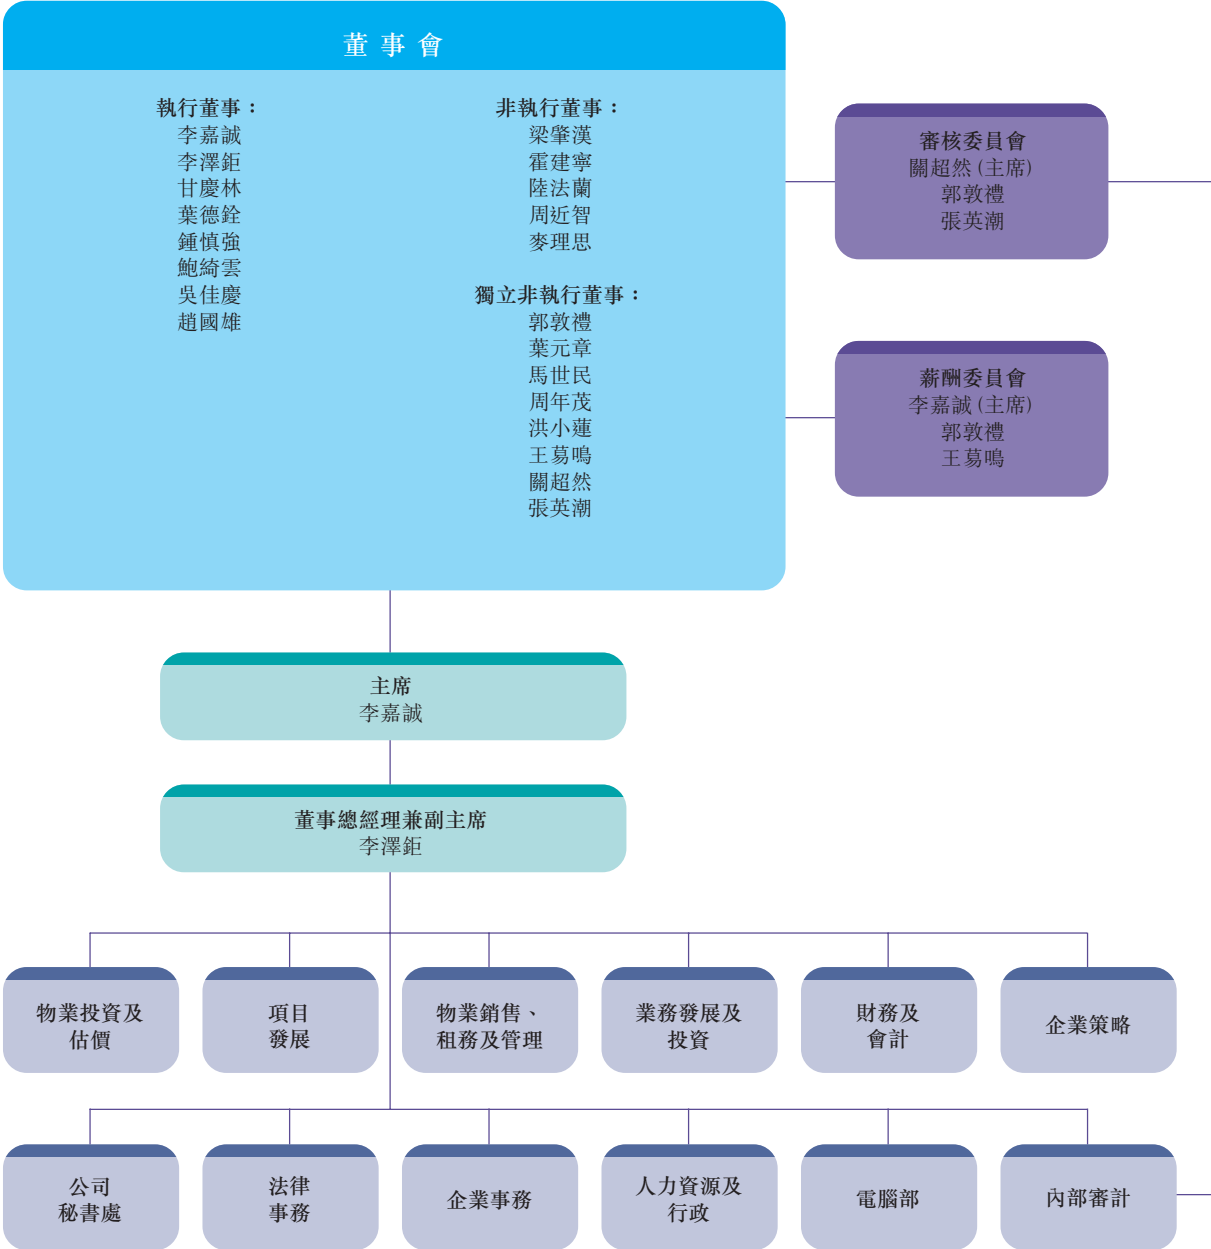 董事會
執行董事：
李嘉誠
李澤鉅
甘慶林
葉德銓
鍾慎強
鮑綺雲
吳佳慶
趙國雄
非執行董事：
梁肇漢
霍建寧
陸法蘭
周近智
麥理思
獨立非執行董事：
郭敦禮
葉元章
馬世民
周年茂
洪小蓮
王䓪鳴
關超然
張英潮
審核委員會
關超然(主席)
郭敦禮
張英潮
薪酬委員會
李嘉誠(主席)
郭敦禮
王䓪鳴
主席
李嘉誠
董事總經理兼副主席
李澤鉅
物業投資及
估價
項目
發展
物業銷售、
租務及管理
業務發展及
投資
財務及
會計
企業策略
公司
秘書處
法律
事務
企業事務
人力資源及
行政
電腦部
內部審計